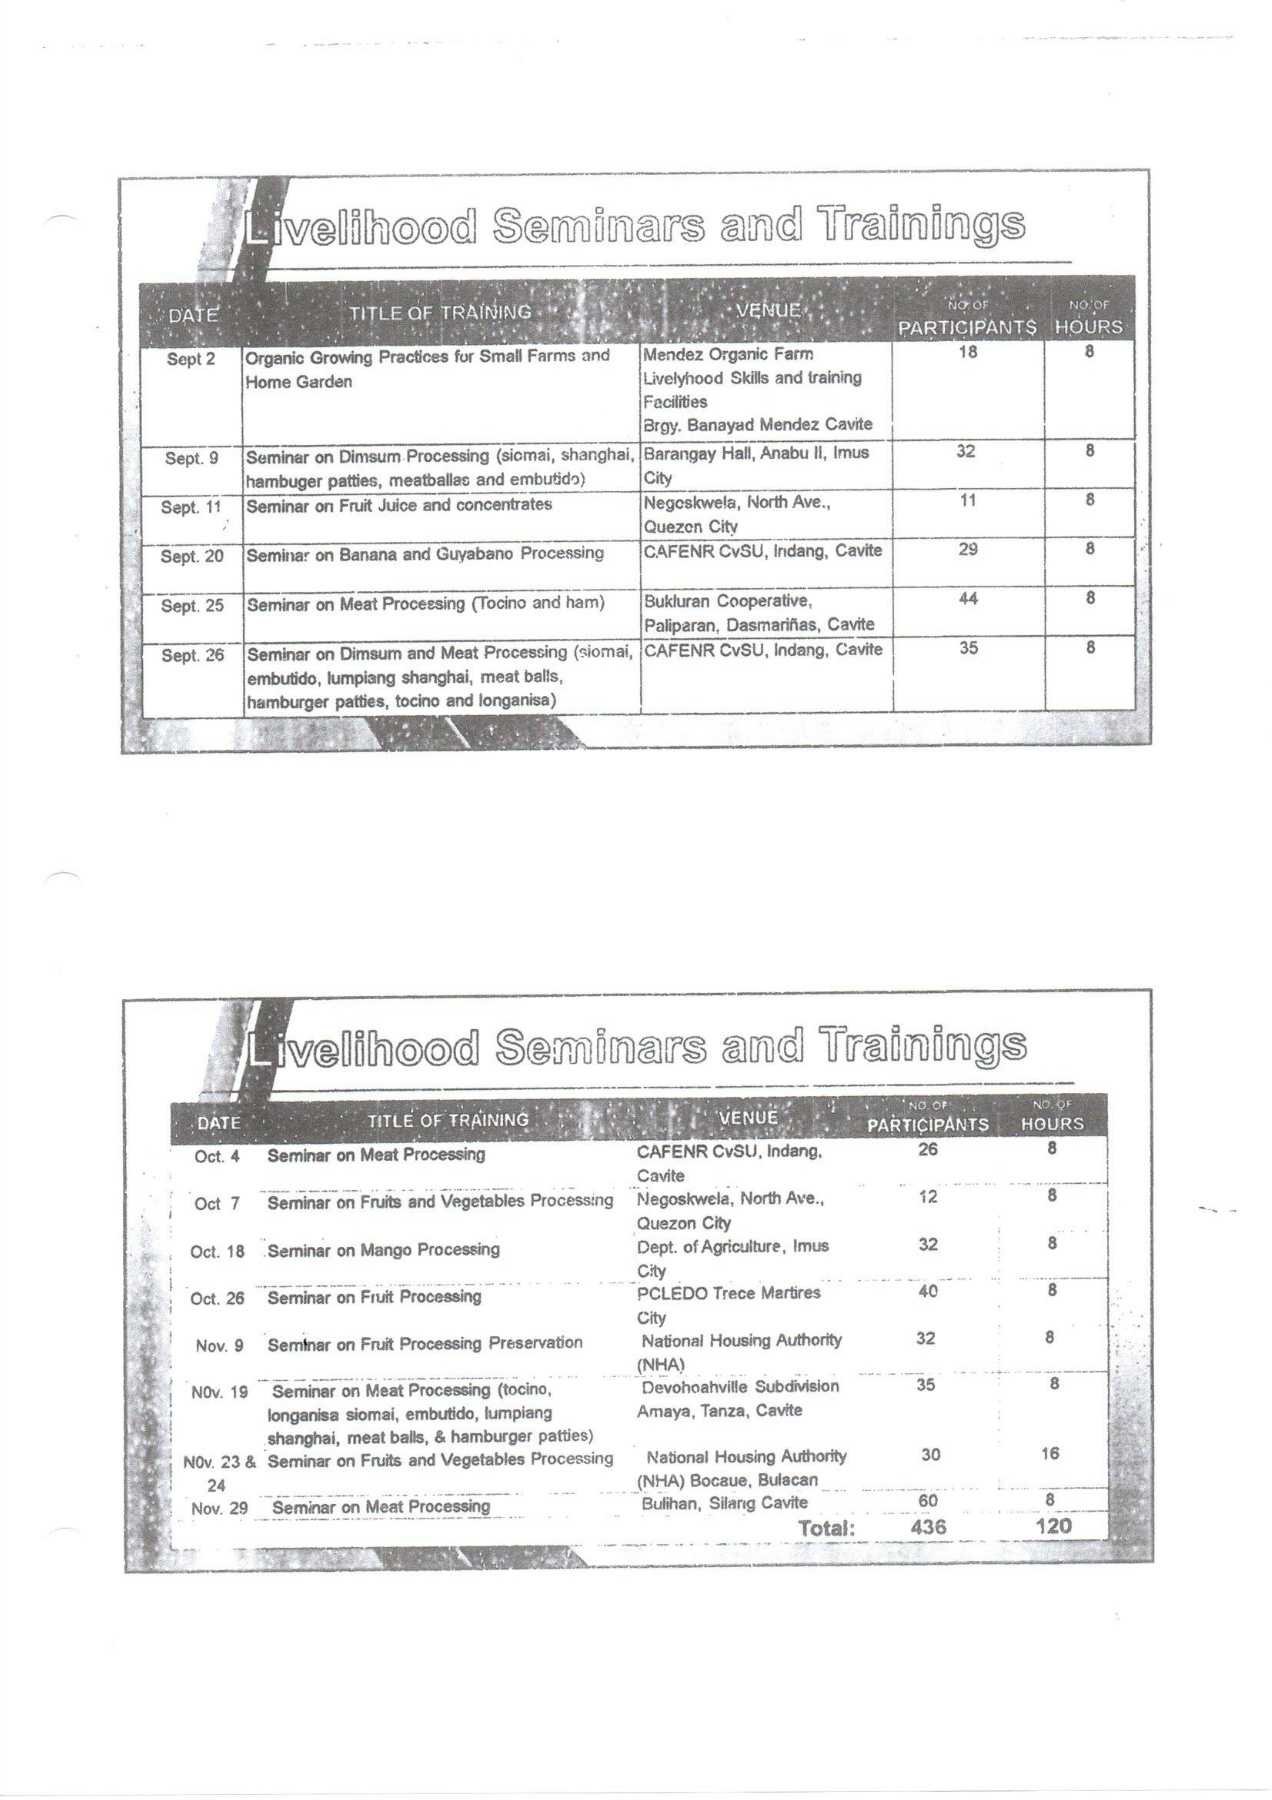 Livelihood Seminars and Trainings
DATE TITLE OF TRAINING VENUE NO. OF PARTICIPANTS NO. OF HOURS
Sept 2 Organic Growing Practices for Small Farms and Mendez Organic Farm 18 8
Home Garden Livelyhood Skills and training
Facilities
Brgy. Banayad Mendez Cavite
Sept. 9 Seminar on Dimsum Processing (siomai, shanghai, Barangay Hall, Anabu II, Imus 32 8
hambuger patties, meatballas and embutido) City
Sept. 11 Seminar on Fruit Juice and concentrates Negoskwela, North Ave., 11 8
Quezon City
Sept. 20 Seminar on Banana and Guyabano Processing CAFENR CvSU, Indang, Cavite 29 8
Sept. 25 Seminar on Meat Processing (Tocino and ham) Bukluran Cooperative, 44 8
Paliparan, Dasmariñas, Cavite
Sept. 26 Seminar on Dimsum and Meat Processing (siomai, CAFENR CvSU, Indang, Cavite 35 8
embutido, lumpiang shanghai, meat balls,
hamburger patties, tocino and longanisa)
Livelihood Seminars and Trainings
DATE TITLE OF TRAINING VENUE NO. OF PARTICIPANTS NO. OF HOURS
Oct. 4 Seminar on Meat Processing CAFENR CvSU, Indang, 26 8
Cavite
Oct 7 Seminar on Fruits and Vegetables Processing Negoskwela, North Ave., 12 8
Quezon City
Oct. 18 Seminar on Mango Processing Dept. of Agriculture, Imus 32 8
City
Oct. 26 Seminar on Fruit Processing PCLEDO Trece Martires 40 8
City
Nov. 9 Seminar on Fruit Processing Preservation National Housing Authority 32 8
(NHA)
N0v. 19 Seminar on Meat Processing (tocino, Devohoahville Subdivision 35 8
longanisa siomai, embutido, lumpiang Amaya, Tanza, Cavite
shanghai, meat balls, & hamburger patties)
N0v. 23 & Seminar on Fruits and Vegetables Processing National Housing Authority 30 16
24 (NHA) Bocaue, Bulacan
Nov. 29 Seminar on Meat Processing Bulihan, Silang Cavite 60 8
Total: 436 120